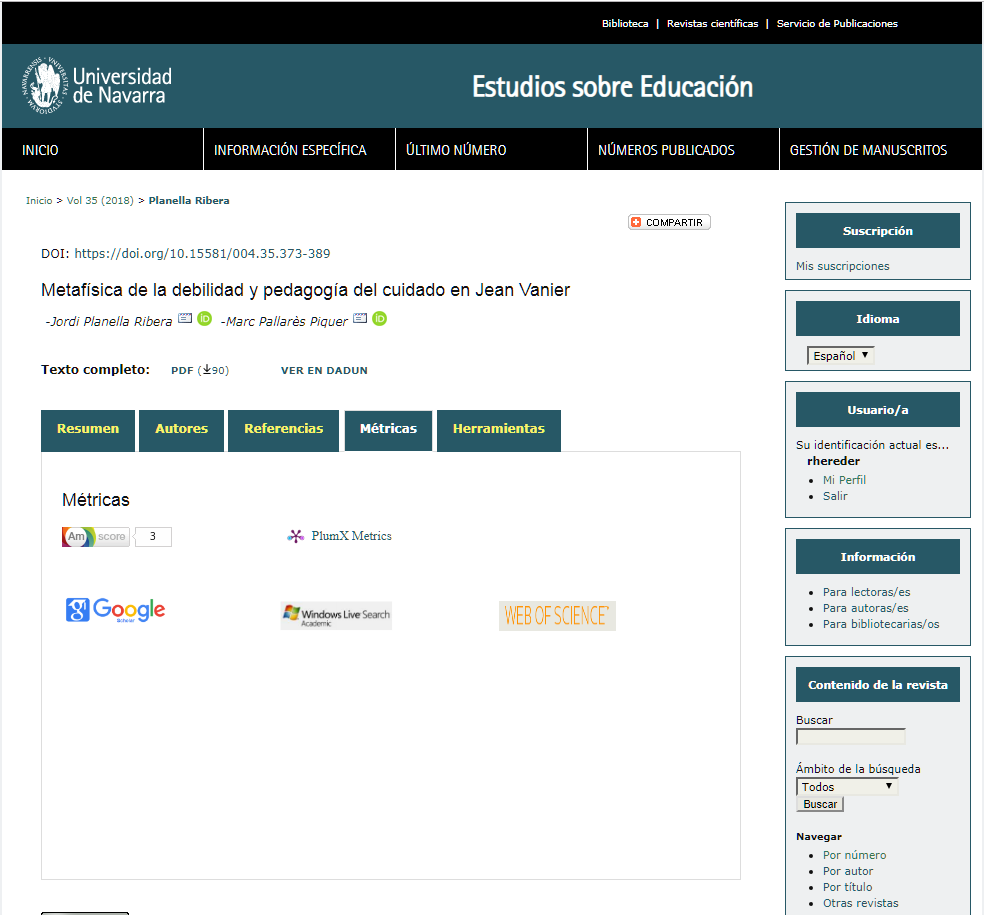 Biblioteca | Revistas científicas | Servicio de Publicaciones
Universidad
de Navarra
Estudios sobre Educación
INICIO
INFORMACIÓN ESPECÍFICA
ÚLTIMO NÚMERO
NÚMEROS PUBLICADOS
GESTIÓN DE MANUSCRITOS
Inicio > Vol 35 (2018) > Planella Ribera
COMPARTIR
DOI: https://doi.org/10.15581/004.35.373-389
Metafísica de la debilidad y pedagogía del cuidado en Jean Vanier
-Jordi Planella Ribera iD -Marc Pallarès Piquer iD
Texto completo: PDF (90) VER EN DADUN
Resumen
Autores
Referencias
Métricas
Herramientas
Métricas
Am score 3
PlumX Metrics
g Google
Scholar
Windows Live Search
Academic
WEB OF SCIENCE™
Suscripción
Mis suscripciones
Idioma
Español
Usuario/a
Su identificación actual es...
rhereder
Mi Perfil
Salir
Información
Para lectoras/es
Para autoras/es
Para bibliotecarias/os
Contenido de la revista
Buscar
Ámbito de la búsqueda
Todos
Buscar
Navegar
Por número
Por autor
Por título
Otras revistas